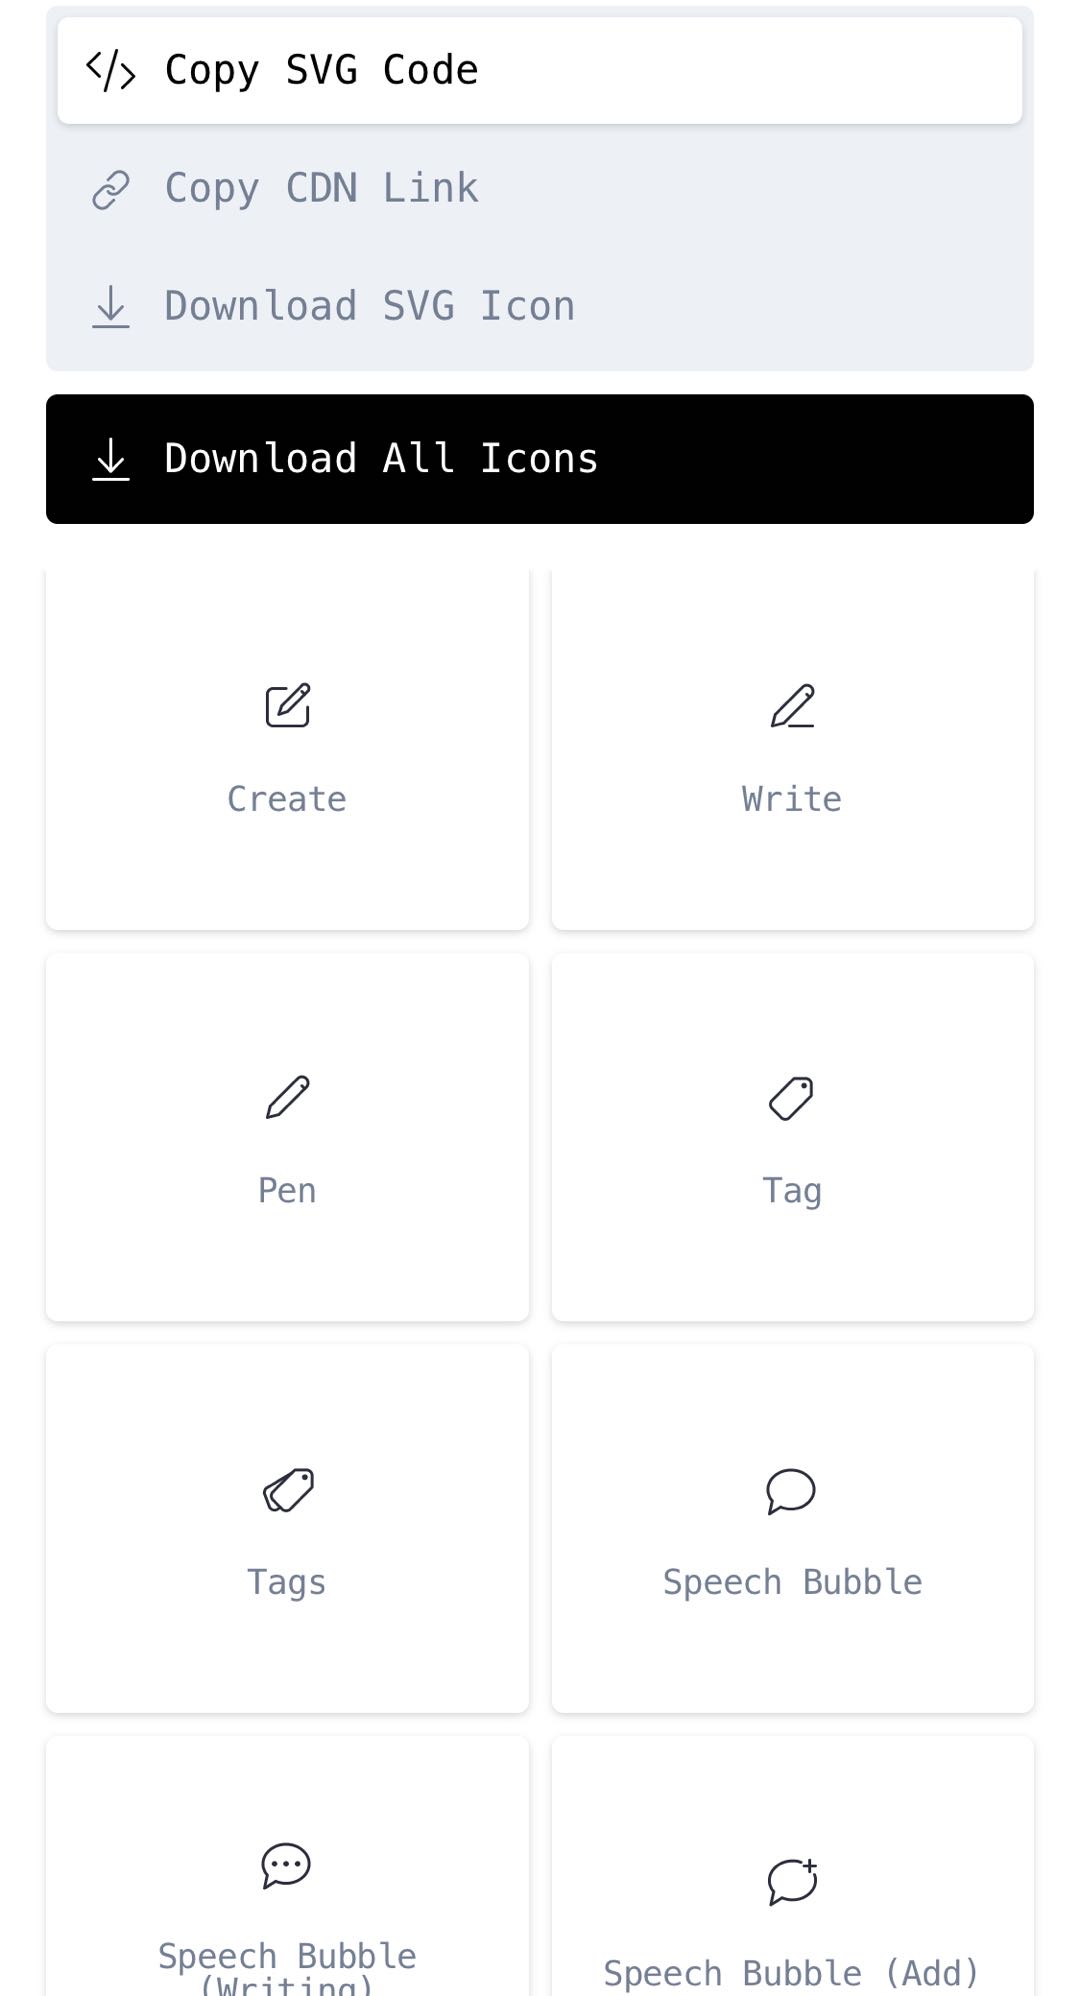 Copy SVG Code
Copy CDN Link
Download SVG Icon
Download All Icons
Create
Write
Pen
Tag
Tags
Speech Bubble
Speech Bubble
(Writing)
Speech Bubble (Add)